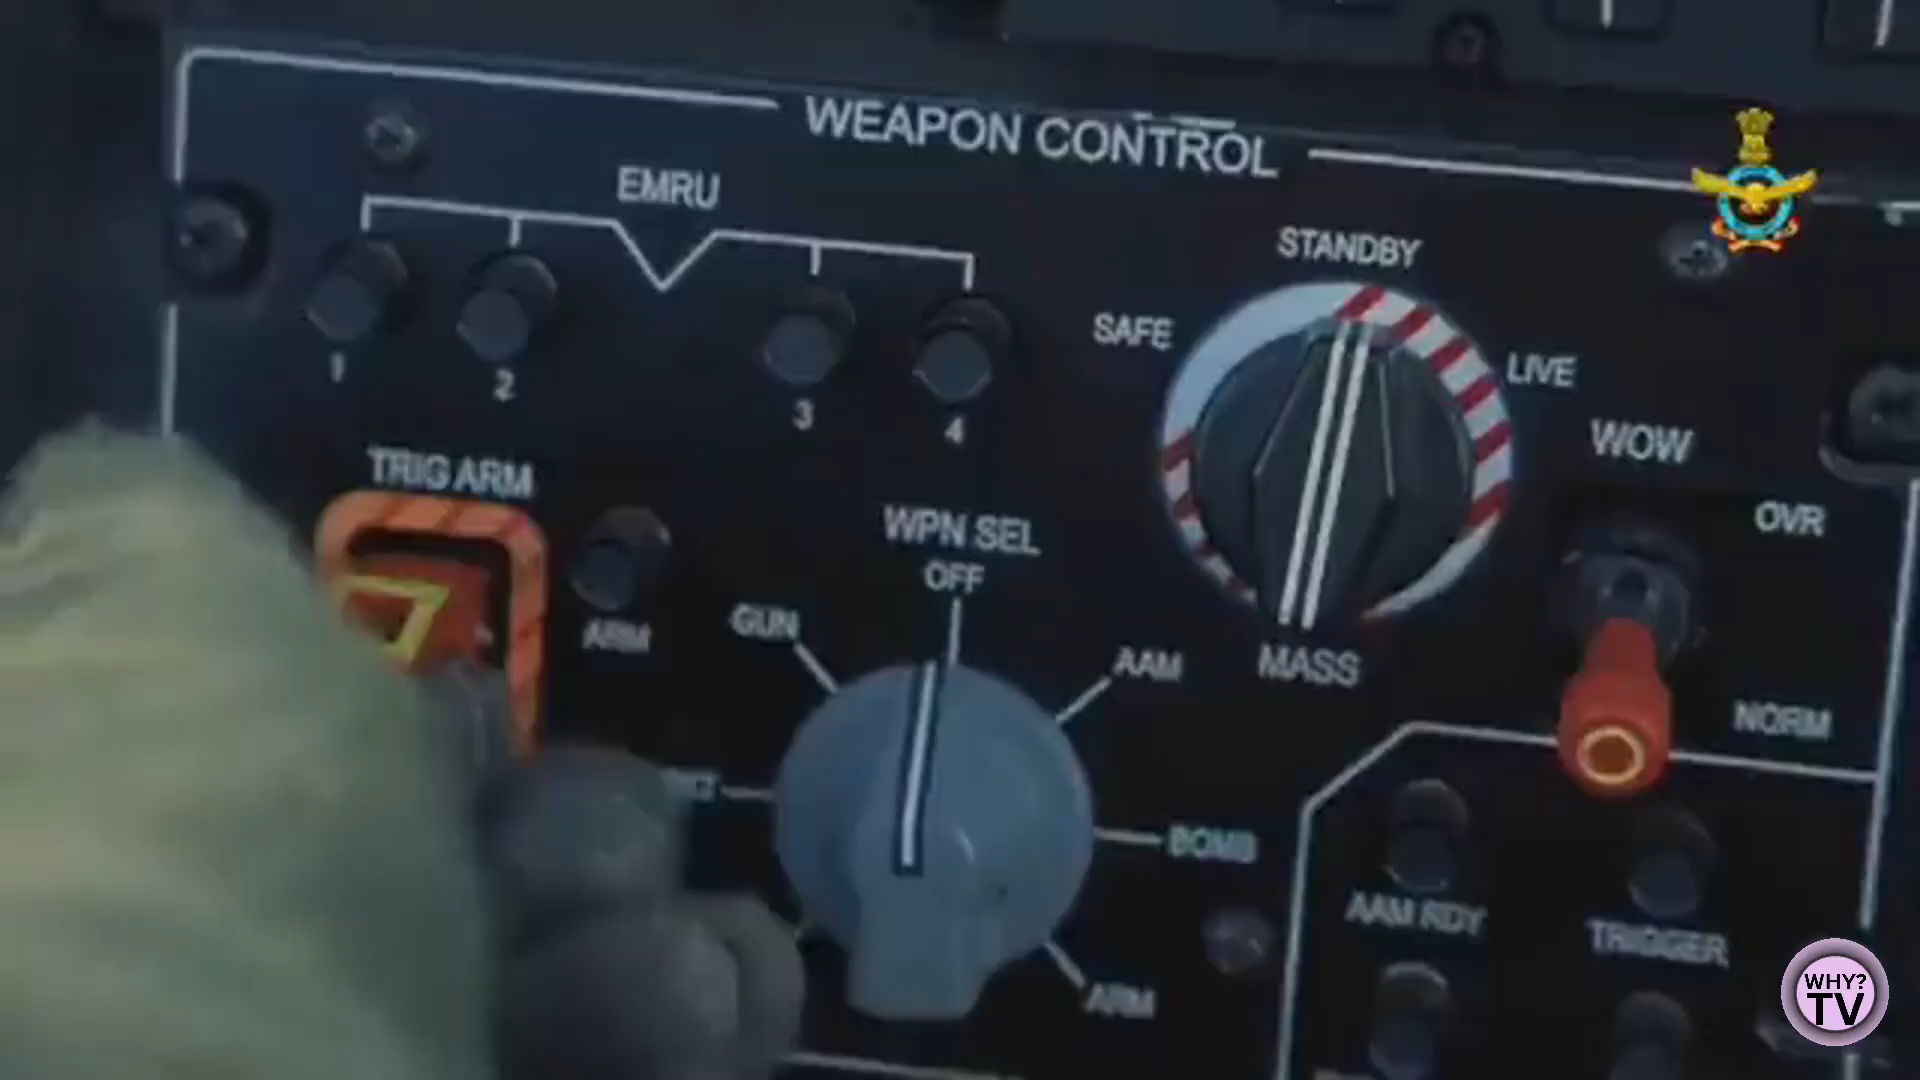 WEAPON CONTROL
EMRU
STANDBY
SAFE
LIVE
1
2
3
4
WOW
TRIG ARM
OVR
WPN SEL
OFF
GUN
ARM
AAM
MASS
NORM
BOMB
AAM RDY
TRIGGER
ARM
WHY?
TV